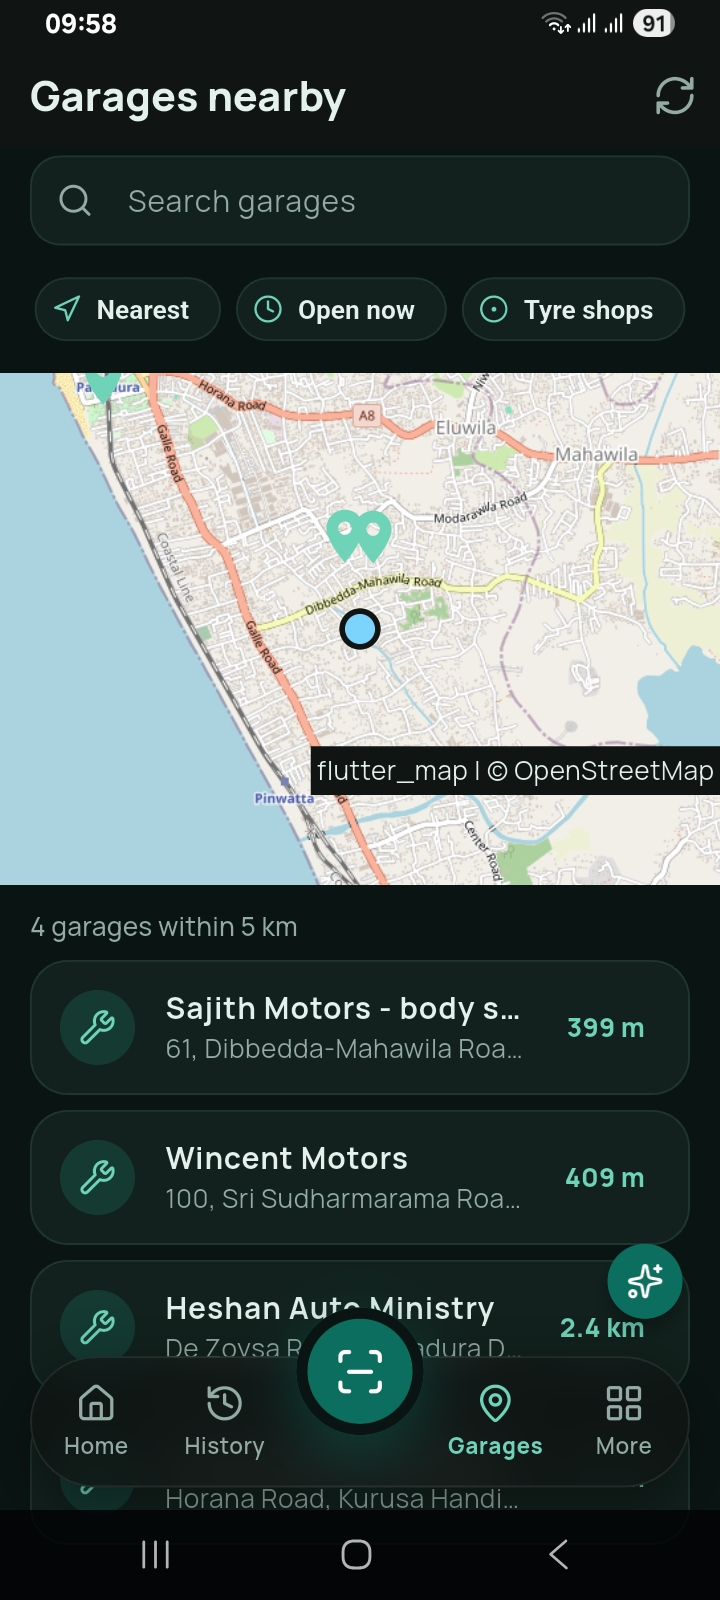 09:58
91
Garages nearby
Search garages
Nearest
Open now
Tyre shops
Horana Road
A8
Eluwila
Mahawila
Galle Road
Modarawila Road
Coastal Line
Dibbedda-Mahawila Road
Galle Road
flutter_map | © OpenStreetMap
Pinwatta
Center Road
4 garages within 5 km
Sajith Motors - body s...
399 m
61, Dibbedda-Mahawila Roa...
Wincent Motors
409 m
100, Sri Sudharmarama Roa...
Heshan Auto Ministry
2.4 km
De Zoysa
Home
History
Garages
More
Horana Road, Kurusa Handi...